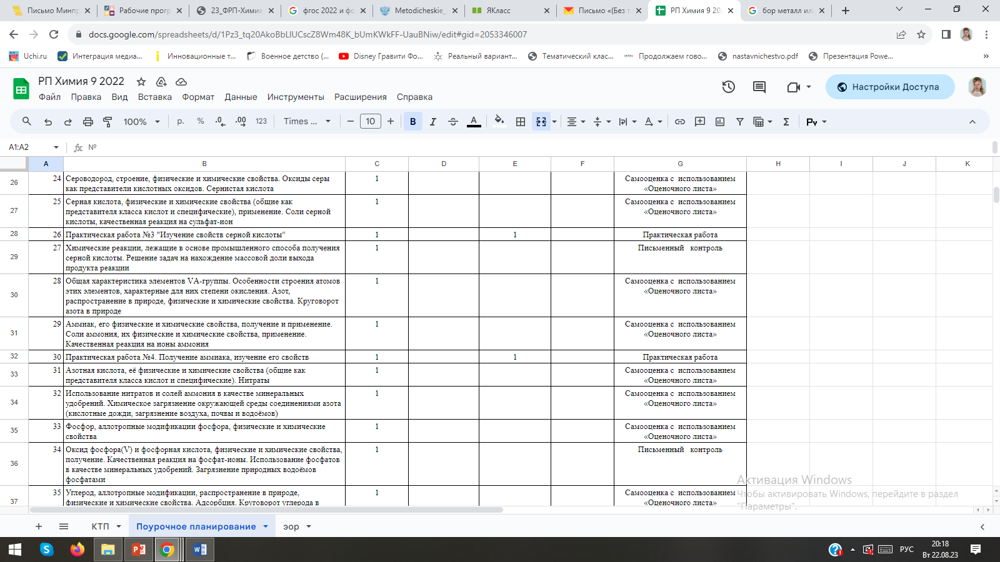 Письмо Минпр
Рабочие прогр
23_ФРП-Химия
фгос 2022 и фо
Metodicheskie_
ЯКласс
Письмо «(Без т
РП Химия 9 202
бор металл ил
docs.google.com/spreadsheets/d/1Pz3_tq20AkoBbLIUCscZ8Wm48K_bUmKWkFF-UauBNiw/edit#gid=2053346007
Uchi.ru
Интеграция медиа...
Инновационные т...
Военное детство (...
Disney Гравити Фо...
Реальный вариант...
Тематический клас...
Продолжаем гово...
nastavnichestvo.pdf
Презентация Powe...
»
РП Химия 9 2022
Файл Правка Вид Вставка Формат Данные Инструменты Расширения Справка
Настройки Доступа
100% р. % .0 .00 123 Times ... − 10 + B I A Σ Ру
A1:A2 fx №
A B C D E F G H I J K
26 24 Сероводород, строение, физические и химические свойства. Оксиды серы 1 Самооценка с использованием
как представители кислотных оксидов. Сернистая кислота «Оценочного листа»
27 25 Серная кислота, физические и химические свойства (общие как 1 Самооценка с использованием
представителя класса кислот и специфические), применение. Соли серной «Оценочного листа»
кислоты, качественная реакция на сульфат-ион
28 26 Практическая работа №3 "Изучение свойств серной кислоты" 1 1 Практическая работа
29 27 Химические реакции, лежащие в основе промышленного способа получения 1 Письменный контроль
серной кислоты. Решение задач на нахождение массовой доли выхода
продукта реакции
30 28 Общая характеристика элементов VA-группы. Особенности строения атомов 1 Самооценка с использованием
этих элементов, характерные для них степени окисления. Азот, «Оценочного листа»
распространение в природе, физические и химические свойства. Круговорот
азота в природе
31 29 Аммиак, его физические и химические свойства, получение и применение. 1 Самооценка с использованием
Соли аммония, их физические и химические свойства, применение. «Оценочного листа»
Качественная реакция на ионы аммония
32 30 Практическая работа №4. Получение аммиака, изучение его свойств 1 1 Практическая работа
33 31 Азотная кислота, её физические и химические свойства (общие как 1 Самооценка с использованием
представителя класса кислот и специфические). Нитраты «Оценочного листа»
34 32 Использование нитратов и солей аммония в качестве минеральных 1 Самооценка с использованием
удобрений. Химическое загрязнение окружающей среды соединениями азота «Оценочного листа»
(кислотные дожди, загрязнение воздуха, почвы и водоёмов)
35 33 Фосфор, аллотропные модификации фосфора, физические и химические 1 Самооценка с использованием
свойства «Оценочного листа»
36 34 Оксид фосфора(V) и фосфорная кислота, физические и химические свойства, 1 Письменный контроль
получение. Качественная реакция на фосфат-ионы. Использование фосфатов
в качестве минеральных удобрений. Загрязнение природных водоёмов
фосфатами
37 35 Углерод, аллотропные модификации, распространение в природе, 1 Самооценка с использованием
физические и химические свойства. Адсорбция. Круговорот углерода в «Оценочного листа»
Активация Windows
Чтобы активировать Windows, перейдите в раздел
"Параметры".
КТП Поурочное планирование эор
РУС
20:18
Вт 22.08.23